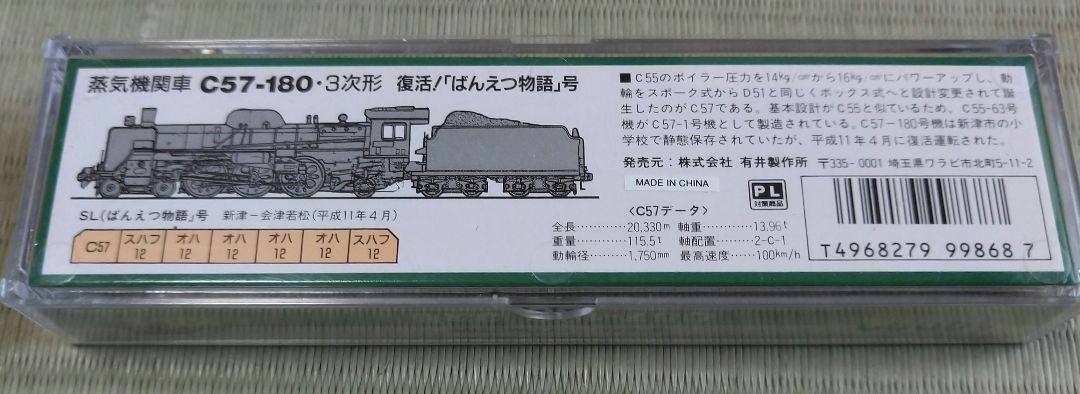 蒸気機関車 C57-180・3次形 復活!「ばんえつ物語」号
SL(ばんえつ物語)号 新津－会津若松(平成11年4月)
C57 スハフ12 オハ12 オハ12 オハ12 オハ12 スハフ12
■C55のボイラー圧力を14㎏/㎠から16㎏/㎠にパワーアップし、動
輪をスポーク式からD51と同じくボックス式へと設計変更されて誕
生したのがC57である。基本設計がC55と似ているため、C55-63号
機がC57-1号機として製造されている。C57-180号機は新津市の小
学校で静態保存されていたが、平成11年4月に復活運転された。
発売元：株式会社 有井製作所 〒335-0001 埼玉県ワラビ市北町5-11-2
MADE IN CHINA
PL
対策商品
〈C57データ〉
全長…………20,330㎜ 軸重…………13.96t
重量…………115.5t 軸配置…………2-C-1
動輪径………1,750㎜ 最高速度………100km/h
T4968279 99868 7